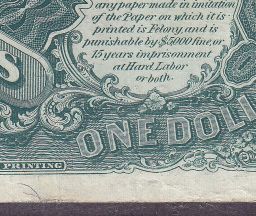 any paper made in imitation
of the Paper on which it is
printed is Felony, and is
punishable by $5000 fine or
15 years imprisonment
at Hard Labor
or both.
S
ONE DOLL
PRINTING